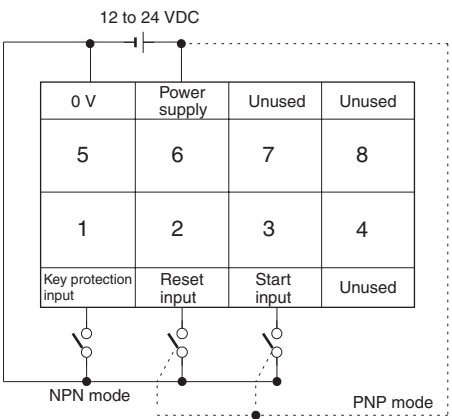 12 to 24 VDC
0 V
Power
supply
Unused
Unused
5
6
7
8
1
2
3
4
Key protection
input
Reset
input
Start
input
Unused
NPN mode
PNP mode